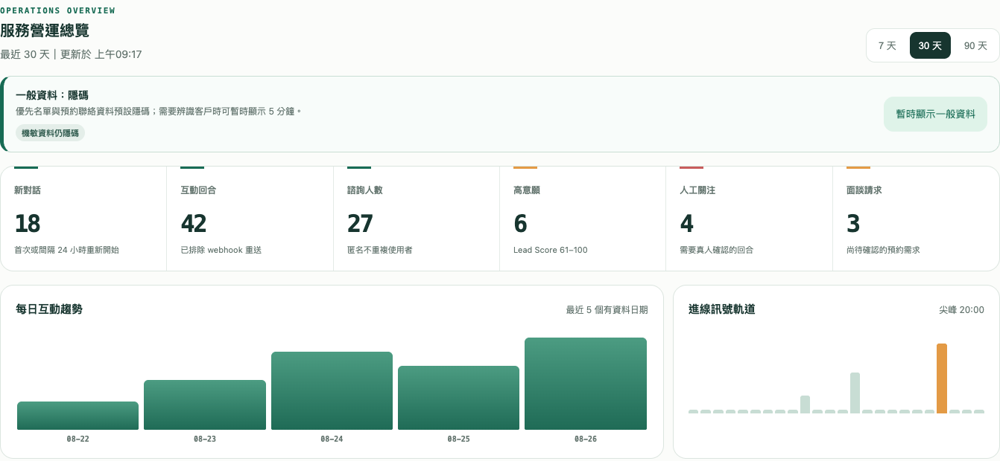 OPERATIONS OVERVIEW
服務營運總覽
最近 30 天 | 更新於 上午09:17
7 天
30 天
90 天
一般資料：隱碼
優先名單與預約聯絡資料預設隱碼；需要辨識客戶時可暫時顯示 5 分鐘。
機敏資料仍隱碼
暫時顯示一般資料
新對話
18
首次或間隔 24 小時重新開始
互動回合
42
已排除 webhook 重送
諮詢人數
27
匿名不重複使用者
高意願
6
Lead Score 61–100
人工關注
4
需要真人確認的回合
面談請求
3
尚待確認的預約需求
每日互動趨勢
最近 5 個有資料日期
08-22
08-23
08-24
08-25
08-26
進線訊號軌道
尖峰 20:00